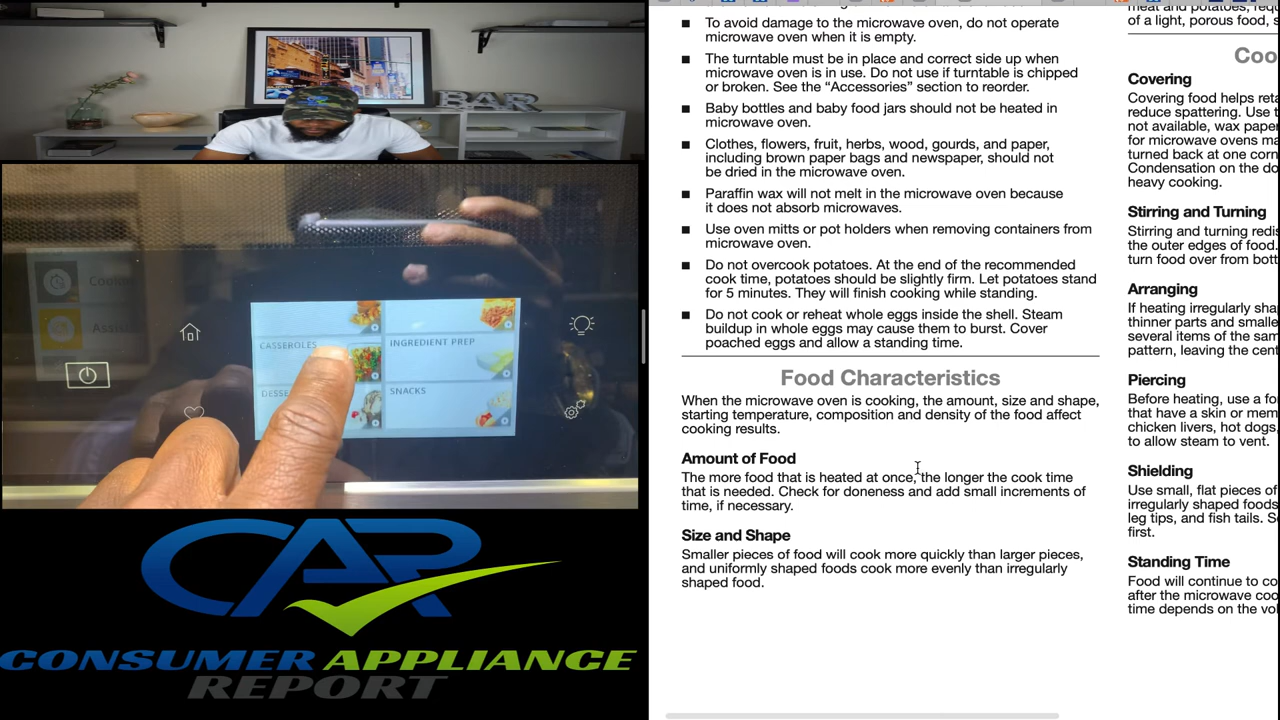 BAR
Cook
Assi
CASSEROLES
INGREDIENT PREP
DESSE
SNACKS
CAR
CONSUMER APPLIANCE
REPORT
To avoid damage to the microwave oven, do not operate
microwave oven when it is empty.
The turntable must be in place and correct side up when
microwave oven is in use. Do not use if turntable is chipped
or broken. See the “Accessories” section to reorder.
Baby bottles and baby food jars should not be heated in
microwave oven.
Clothes, flowers, fruit, herbs, wood, gourds, and paper,
including brown paper bags and newspaper, should not
be dried in the microwave oven.
Paraffin wax will not melt in the microwave oven because
it does not absorb microwaves.
Use oven mitts or pot holders when removing containers from
microwave oven.
Do not overcook potatoes. At the end of the recommended
cook time, potatoes should be slightly firm. Let potatoes stand
for 5 minutes. They will finish cooking while standing.
Do not cook or reheat whole eggs inside the shell. Steam
buildup in whole eggs may cause them to burst. Cover
poached eggs and allow a standing time.
Food Characteristics
When the microwave oven is cooking, the amount, size and shape,
starting temperature, composition and density of the food affect
cooking results.
Amount of Food
The more food that is heated at once, the longer the cook time
that is needed. Check for doneness and add small increments of
time, if necessary.
Size and Shape
Smaller pieces of food will cook more quickly than larger pieces,
and uniformly shaped foods cook more evenly than irregularly
shaped food.
meat and potatoes, requ
of a light, porous food, s
Coo
Covering
Covering food helps reta
reduce spattering. Use t
not available, wax pape
for microwave ovens ma
turned back at one corn
Condensation on the do
heavy cooking.
Stirring and Turning
Stirring and turning redis
the outer edges of food.
turn food over from bott
Arranging
If heating irregularly sha
thinner parts and smalle
several items of the sam
pattern, leaving the cent
Piercing
Before heating, use a fo
that have a skin or mem
chicken livers, hot dogs,
to allow steam to vent.
Shielding
Use small, flat pieces of
irregularly shaped foods
leg tips, and fish tails. S
first.
Standing Time
Food will continue to co
after the microwave coo
time depends on the vol